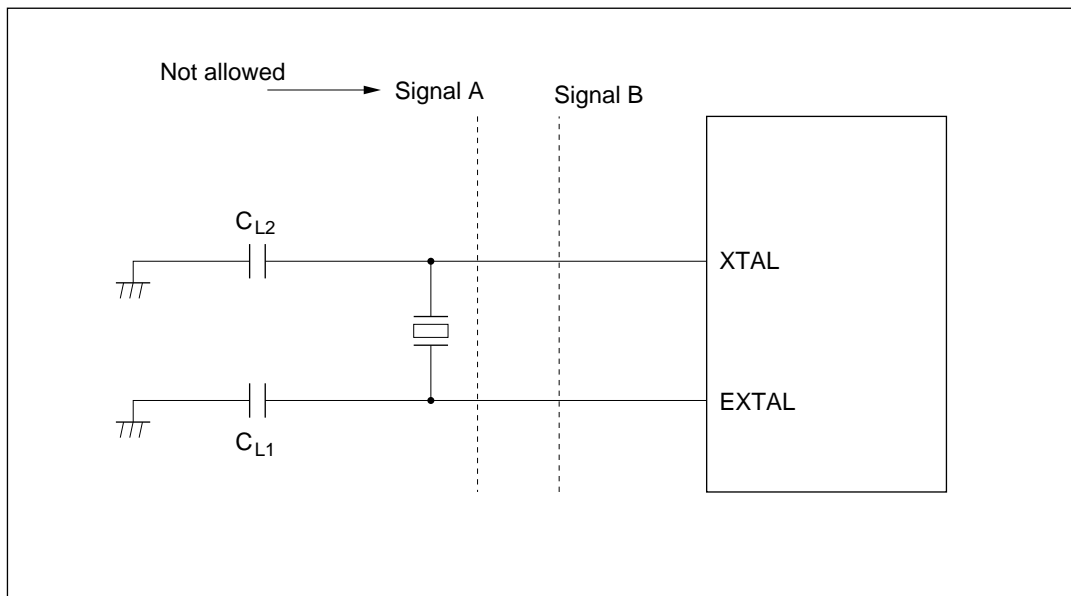 Not allowed
Signal A
Signal B
CL2
XTAL
EXTAL
CL1